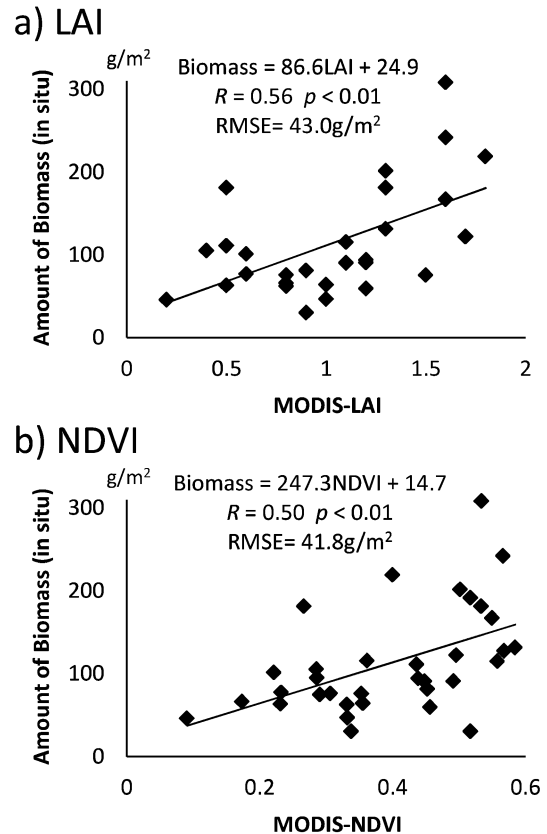 a) LAI
g/m²
Biomass = 86.6LAI + 24.9
R = 0.56 p < 0.01
RMSE= 43.0g/m²
300
200
100
0
Amount of Biomass (in situ)
0 0.5 1 1.5 2
MODIS-LAI
b) NDVI
g/m²
Biomass = 247.3NDVI + 14.7
R = 0.50 p < 0.01
RMSE= 41.8g/m²
300
200
100
0
Amount of Biomass (in situ)
0 0.2 0.4 0.6
MODIS-NDVI